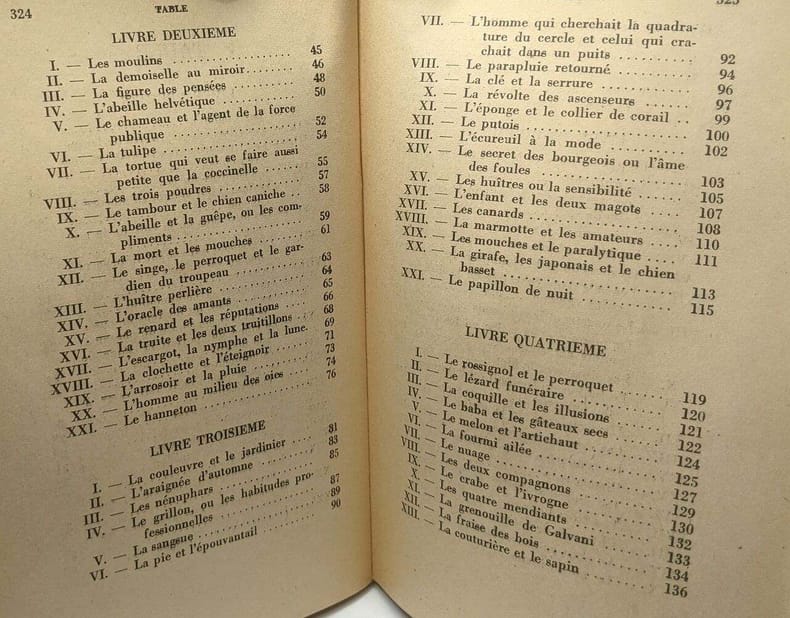 324 TABLE
LIVRE DEUXIEME
I. — Les moulins .............. 45
II. — La demoiselle au miroir....... 46
III. — La figure des pensées ........ 48
IV. — L'abeille helvétique .......... 50
V. — Le chameau et l'agent de la force
publique .................. 52
VI. — La tulipe .................. 54
VII. — La tortue qui veut se faire aussi
petite que la coccinelle ...... 55
VIII. — Les trois poudres ............ 57
IX. — Le tambour et le chien caniche .. 58
X. — L'abeille et la guêpe, ou les com-
pliments .................. 59
XI. — La mort et les mouches ........ 61
XII. — Le singe, le perroquet et le gar-
dien du troupeau ............ 63
XIII. — L'huître perlière .............. 64
XIV. — L'oracle des amants .......... 65
XV. — Le renard et les réputations .... 66
XVI. — La truite et les deux truitillons .. 68
XVII. — L'escargot, la nymphe et la lune. 69
XVIII. — La clochette et l'éteignoir ...... 71
XIX. — L'arrosoir et la pluie .......... 73
XX. — L'homme au milieu des oies .... 74
XXI. — Le hanneton ................ 76
LIVRE TROISIEME
I. — La couleuvre et le jardinier .... 81
II. — L'araignée d'automne .......... 83
III. — Les nénuphars ................ 85
IV. — Le grillon, ou les habitudes pro-
fessionnelles ................ 87
V. — La sangsue .................. 89
VI. — La pie et l'épouvantail .......... 90
325
VII. — L'homme qui cherchait la quadra-
ture du cercle et celui qui cra-
chait dans un puits .......... 92
VIII. — Le parapluie retourné .......... 94
IX. — La clé et la serrure ............ 96
X. — La révolte des ascenseurs ...... 97
XI. — L'éponge et le collier de corail .. 99
XII. — Le putois .................... 100
XIII. — L'écureuil à la mode .......... 102
XIV. — Le secret des bourgeois ou l'âme
des foules .................. 103
XV. — Les huîtres ou la sensibilité .... 105
XVI. — L'enfant et les deux magots .... 107
XVII. — Les canards .................. 108
XVIII. — La marmotte et les amateurs .... 110
XIX. — Les mouches et le paralytique .... 111
XX. — La girafe, les japonais et le chien
basset .................... 113
XXI. — Le papillon de nuit ............ 115
LIVRE QUATRIEME
I. — Le rossignol et le perroquet .... 119
II. — Le lézard funéraire ............ 120
III. — La coquille et les illusions ...... 121
IV. — Le baba et les gâteaux secs .... 122
V. — Le melon et l'artichaut ........ 124
VI. — La fourmi ailée .............. 125
VII. — Le nuage .................... 127
VIII. — Les deux compagnons .......... 129
IX. — Le crabe et l'ivrogne .......... 130
X. — Les quatre mendiants .......... 132
XI. — La grenouille de Galvani ........ 133
XII. — La fraise des bois ............ 134
XIII. — La couturière et le sapin ...... 136